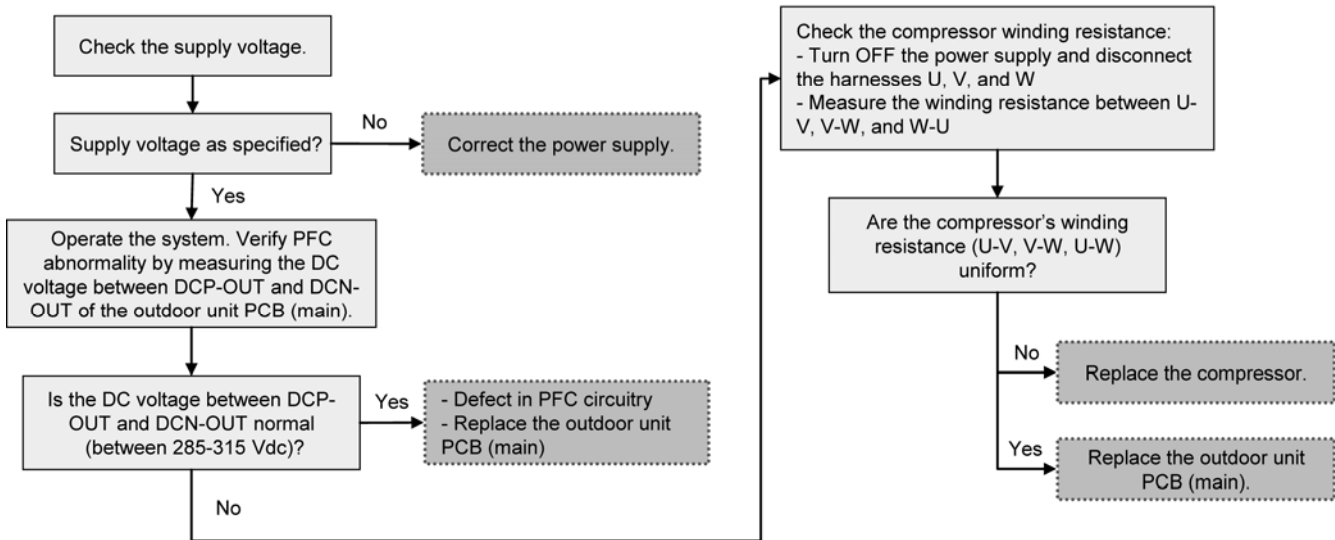 Check the supply voltage.
Supply voltage as specified?
No
Correct the power supply.
Yes
Operate the system. Verify PFC
abnormality by measuring the DC
voltage between DCP-OUT and DCN-
OUT of the outdoor unit PCB (main).
Is the DC voltage between DCP-
OUT and DCN-OUT normal
(between 285-315 Vdc)?
Yes
- Defect in PFC circuitry
- Replace the outdoor unit
PCB (main)
No
Check the compressor winding resistance:
- Turn OFF the power supply and disconnect
the harnesses U, V, and W
- Measure the winding resistance between U-
V, V-W, and W-U
Are the compressor's winding
resistance (U-V, V-W, U-W)
uniform?
No
Replace the compressor.
Yes
Replace the outdoor unit
PCB (main).